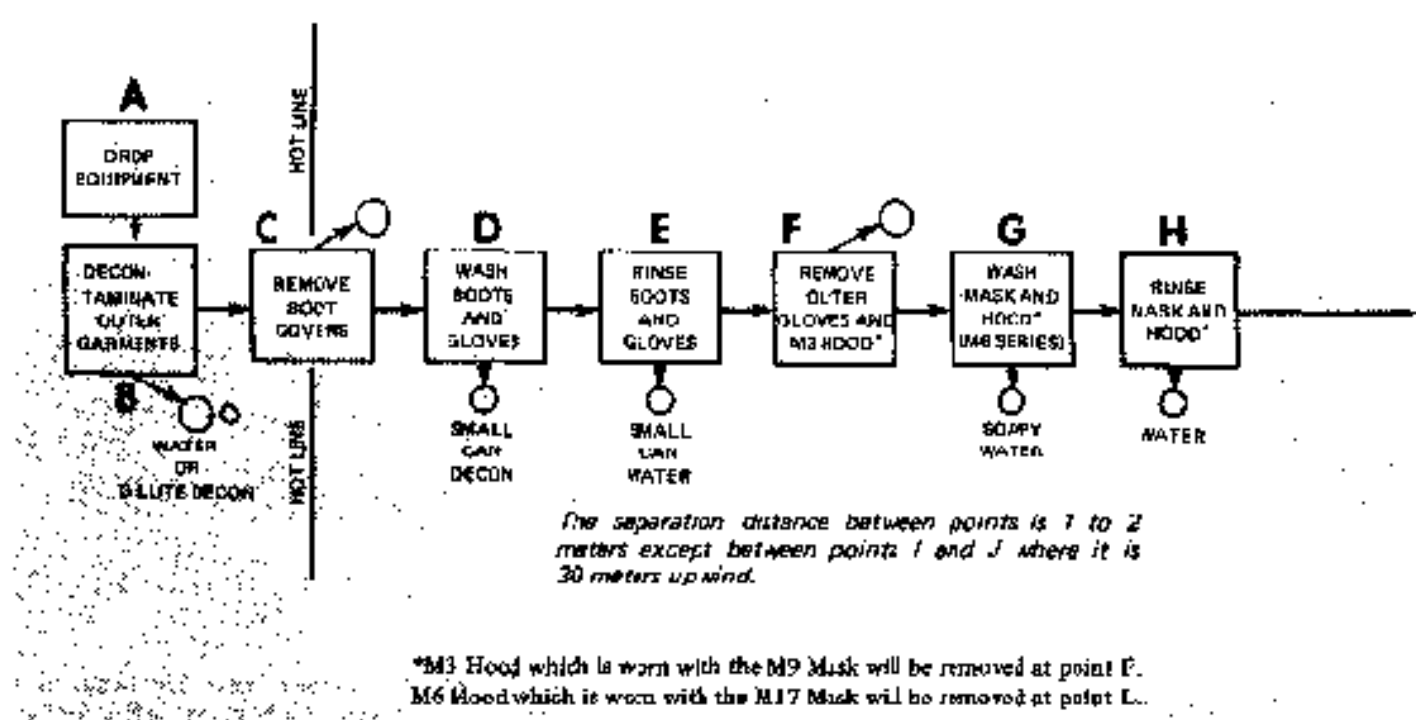 A
DROP
EQUIPMENT
DECON-
TAMINATE
OUTER
GARMENTS
B
WATER
OR
DILUTE DECON
HOT LINE
HOT LINE
C
REMOVE
BOOT
COVERS
D
WASH
BOOTS
AND
GLOVES
SMALL
CAN
DECON
E
RINSE
BOOTS
AND
GLOVES
SMALL
CAN
WATER
F
REMOVE
OUTER
GLOVES AND
M3 HOOD*
G
WASH
MASK AND
HOOD*
(M6 SERIES)
SOAPY
WATER
H
RINSE
MASK AND
HOOD*
WATER
The separation distance between points is 1 to 2
meters except between points I and J where it is
30 meters upwind.
*M3 Hood which is worn with the M9 Mask will be removed at point F.
M6 Hood which is worn with the M17 Mask will be removed at point L.